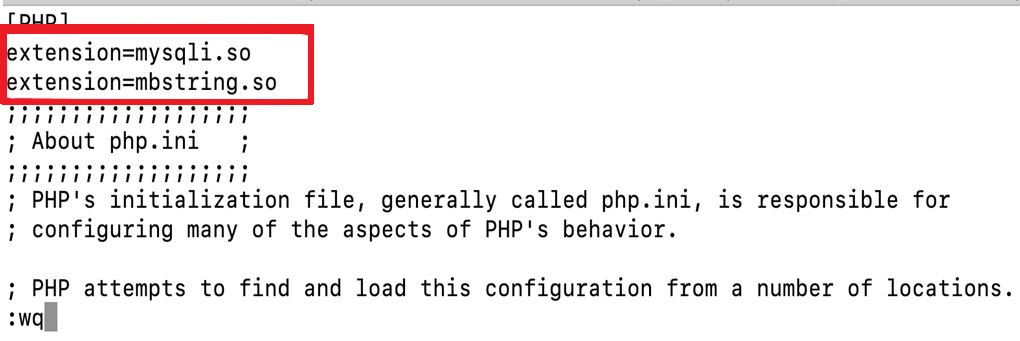 [PHP]
extension=mysqli.so
extension=mbstring.so
;;;;;;;;;;;;;;;;;;;
; About php.ini   ;
;;;;;;;;;;;;;;;;;;;
; PHP's initialization file, generally called php.ini, is responsible for
; configuring many of the aspects of PHP's behavior.

; PHP attempts to find and load this configuration from a number of locations.
:wq